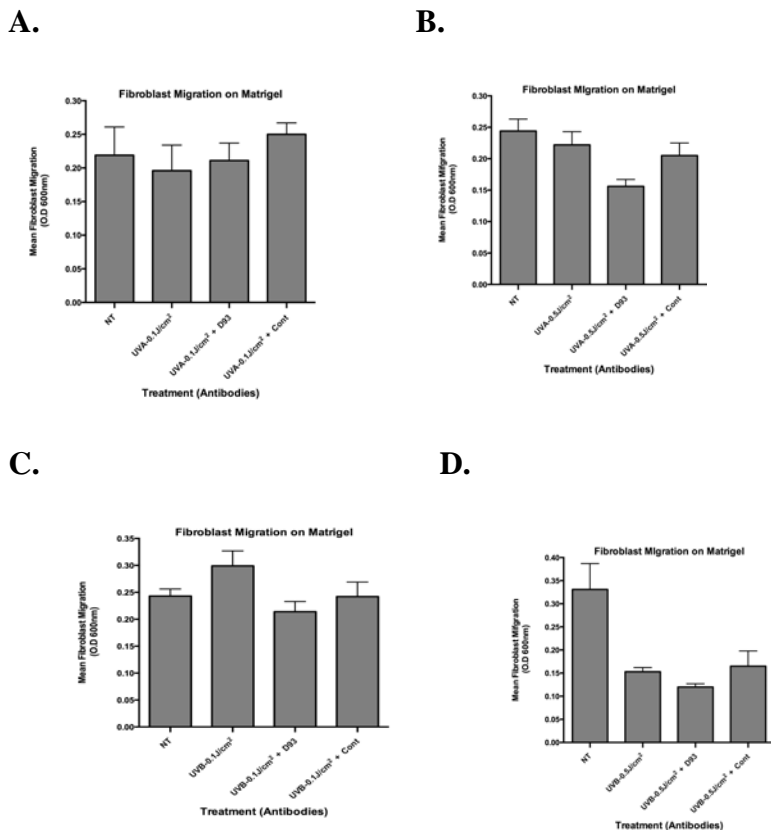 A.
Fibroblast Migration on Matrigel
Mean Fibroblast Migration
(O.D 600nm)
0.30
0.25
0.20
0.15
0.10
0.05
0.00
NT
UVA-0.1J/cm²
UVA-0.1J/cm² + D93
UVA-0.1J/cm² + Cont
Treatment (Antibodies)
B.
Fibroblast MIgration on Matrigel
Mean Fibroblast Mifgration
(O.D 600nm)
0.30
0.25
0.20
0.15
0.10
0.05
0.00
NT
UVA-0.5J/cm²
UVA-0.5J/cm² + D93
UVA-0.5J/cm² + Cont
Treatment (Antibodies)
C.
Fibroblast Migration on Matrigel
Mean Fibroblast Migration
(O.D 600nm)
0.35
0.30
0.25
0.20
0.15
0.10
0.05
0.00
NT
UVB-0.1J/cm²
UVB-0.1J/cm² + D93
UVB-0.1J/cm² + Cont
Treatment (Antibodies)
D.
Fibroblast MIgration on Matrigel
Mean Fibroblast Mifgration
(O.D 600nm)
0.40
0.35
0.30
0.25
0.20
0.15
0.10
0.05
0.00
NT
UVB-0.5J/cm²
UVB-0.5J/cm² + D93
UVB-0.5J/cm² + Cont
Treatment (Antibodies)